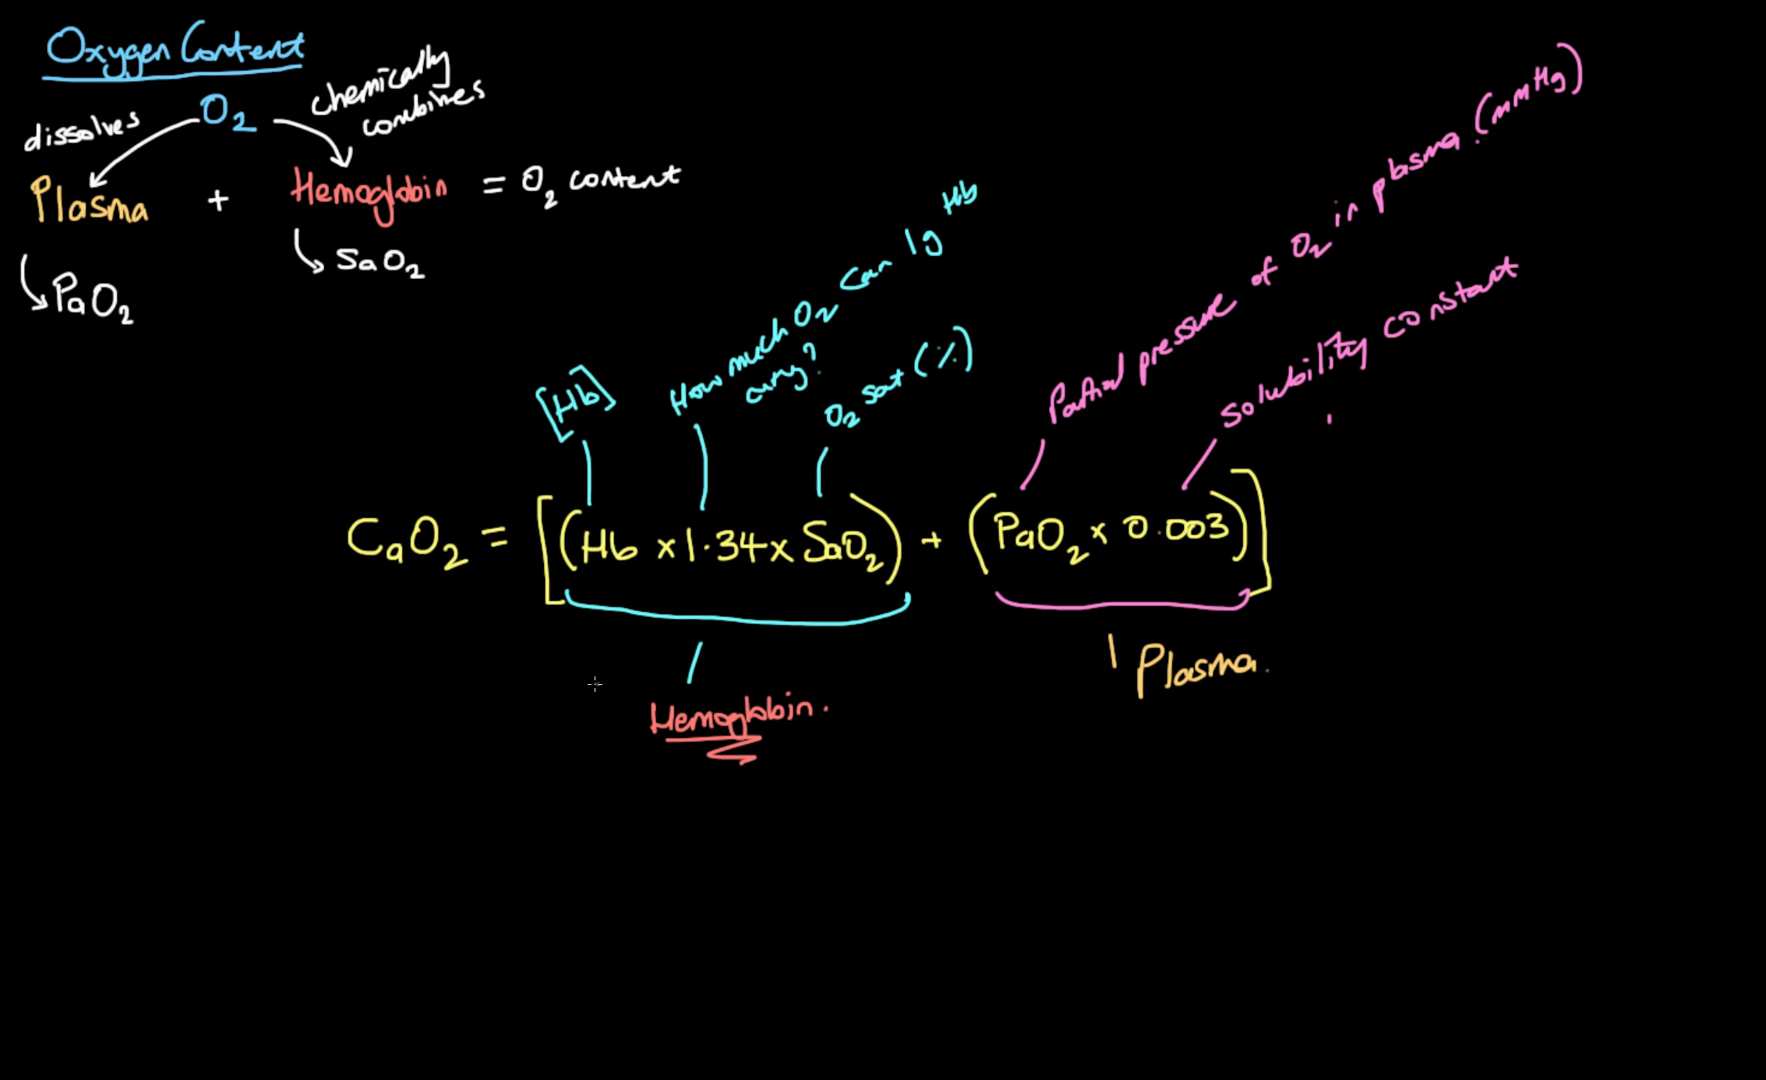 Oxygen Content
O2
dissolves
chemically
combines
Plasma + Hemoglobin = O2 content
PaO2
SaO2
[Hb]
How much O2 can 1g Hb
carry?
O2 sat (%)
Partial pressure of O2 in plasma. (mmHg)
solubility constant
CaO2 = [(Hb x 1.34 x SaO2) + (PaO2 x 0.003)]
Hemoglobin.
Plasma.